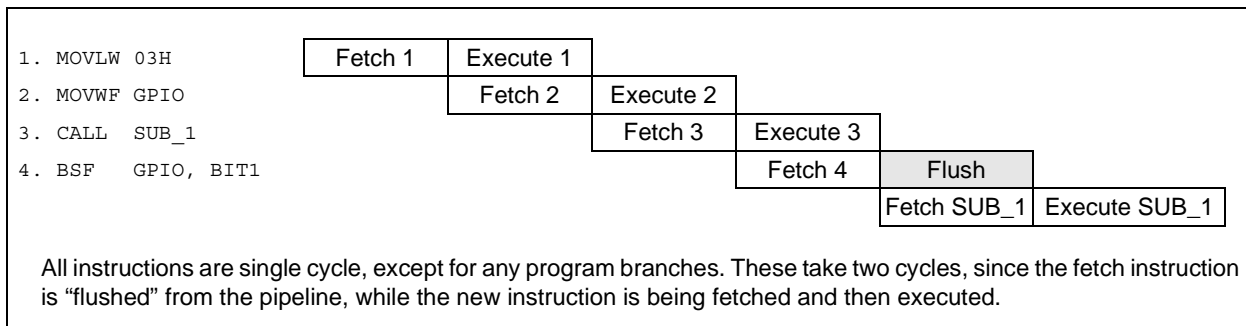 1. MOVLW 03H Fetch 1 Execute 1
2. MOVWF GPIO Fetch 2 Execute 2
3. CALL SUB_1 Fetch 3 Execute 3
4. BSF GPIO, BIT1 Fetch 4 Flush
Fetch SUB_1 Execute SUB_1
All instructions are single cycle, except for any program branches. These take two cycles, since the fetch instruction
is “flushed” from the pipeline, while the new instruction is being fetched and then executed.